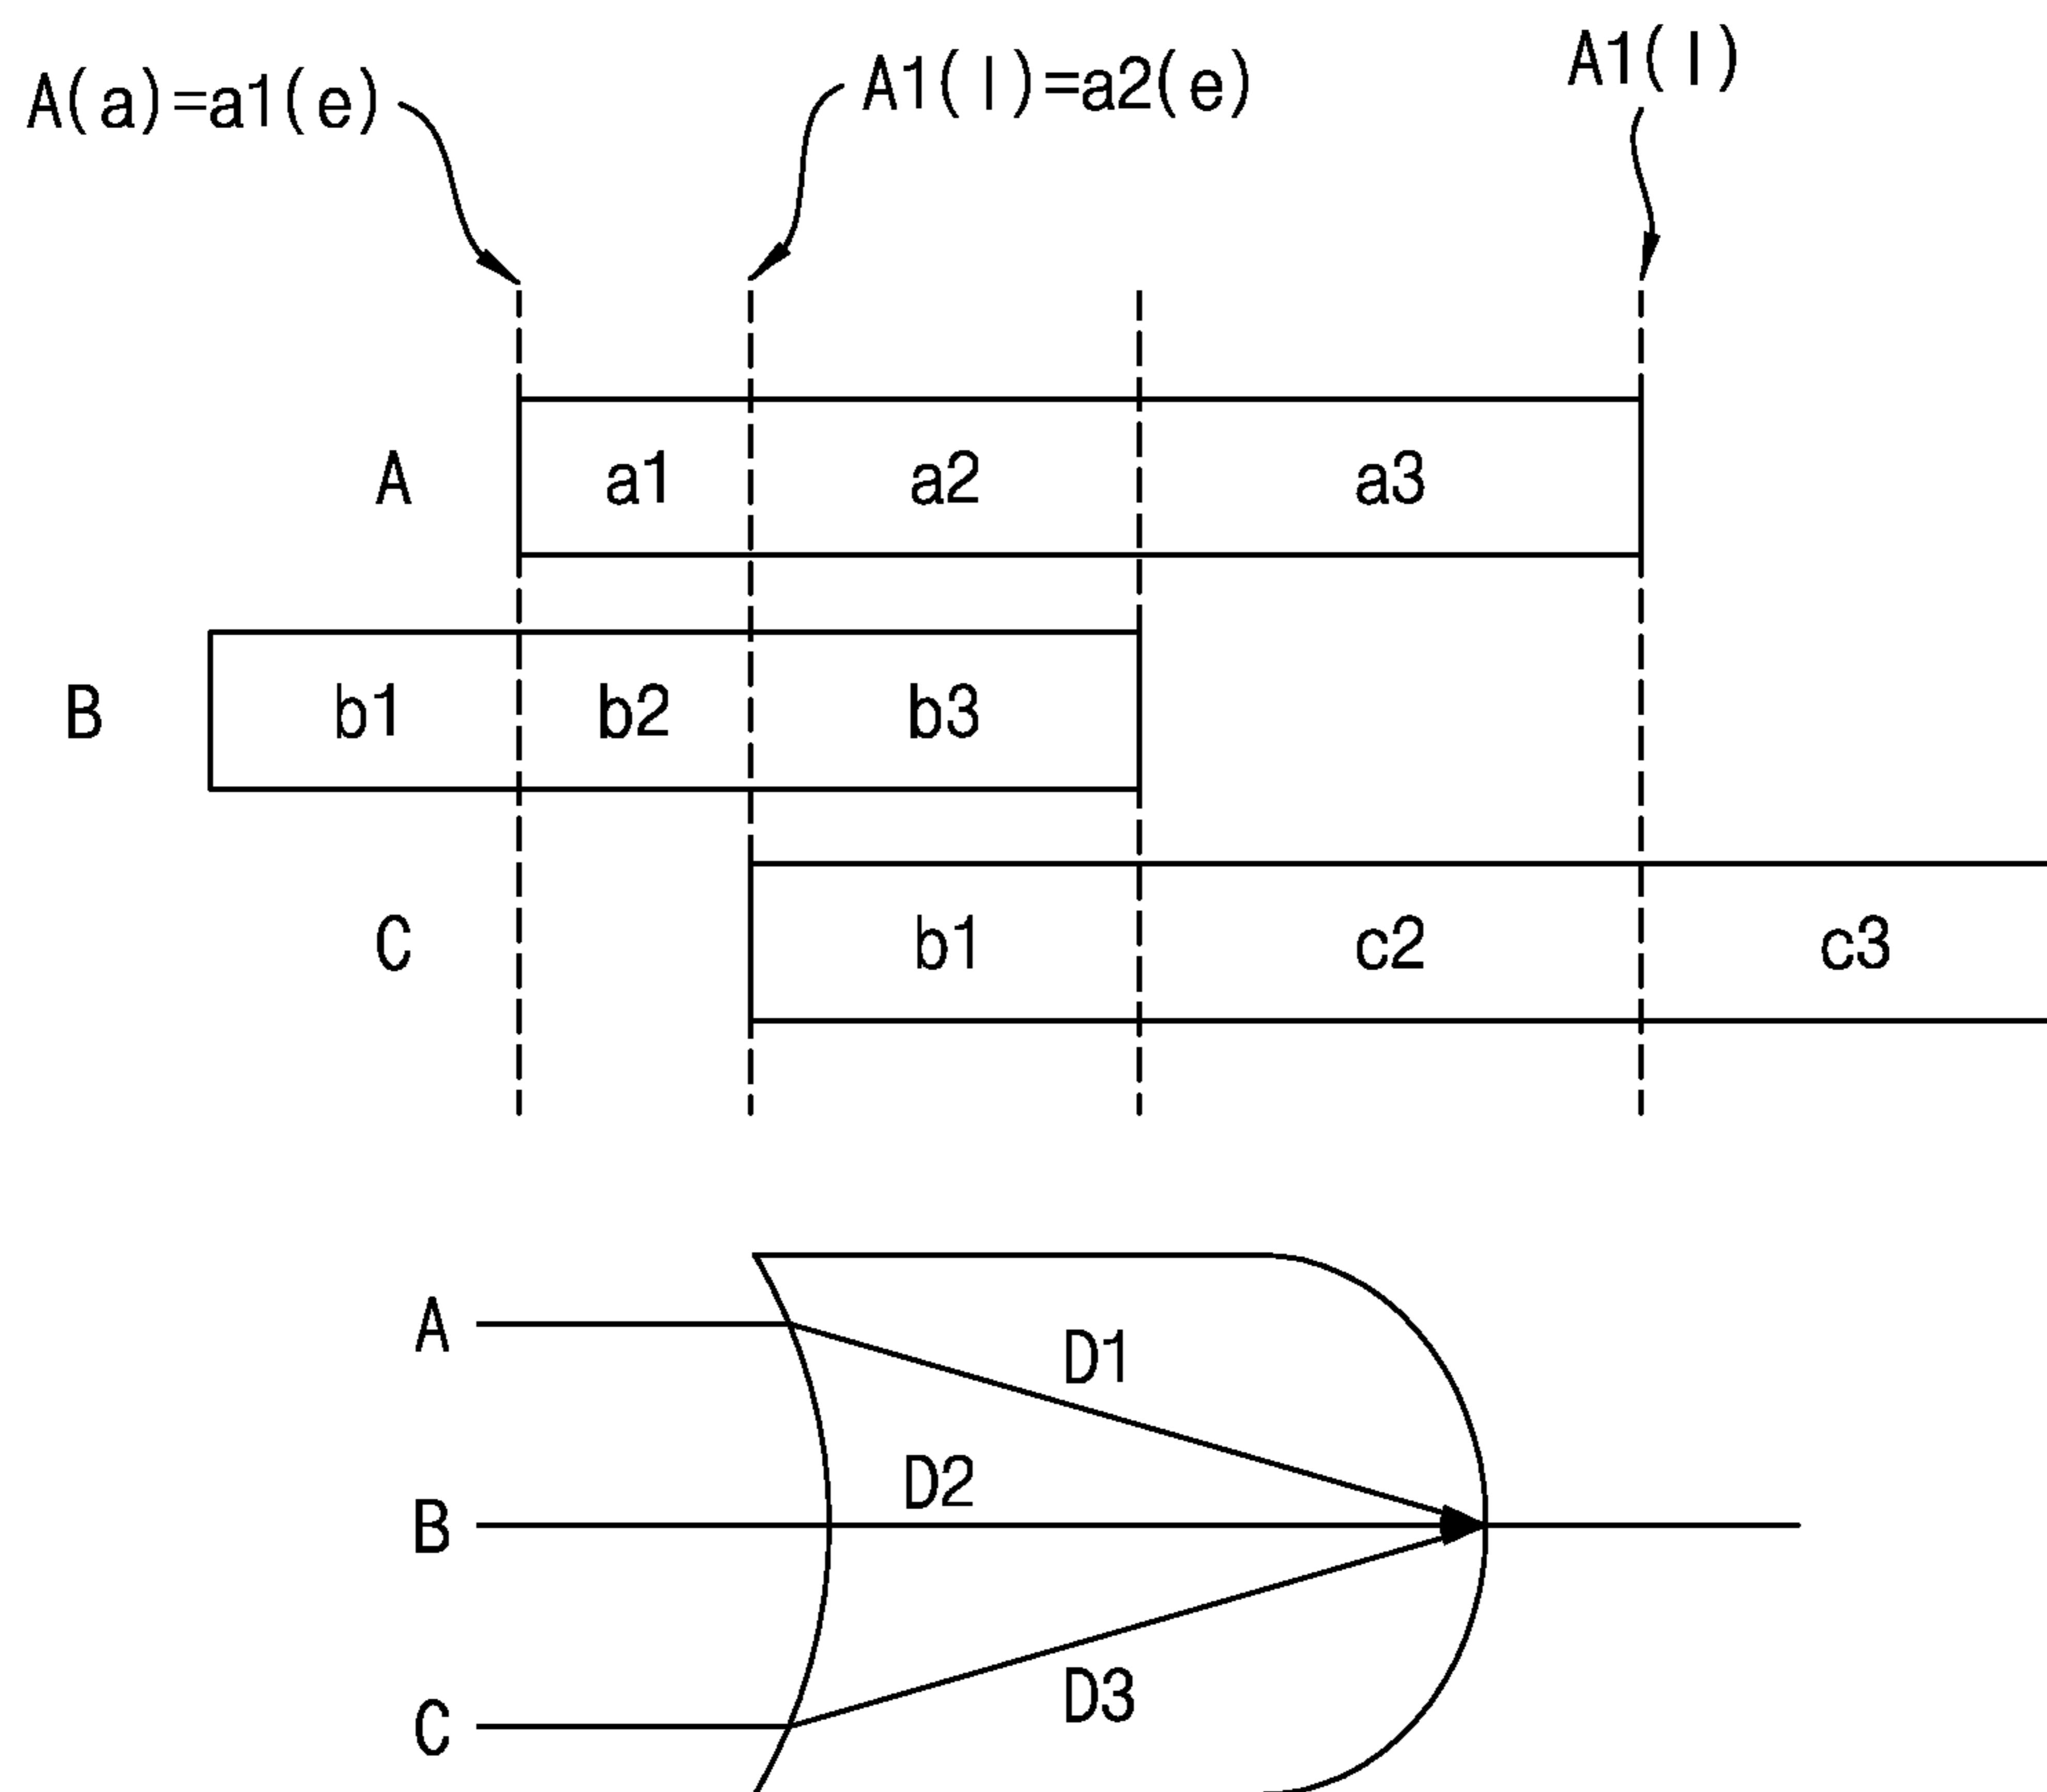 A(a)=a1(e)
A1(l)=a2(e)
A1(l)
A a1 a2 a3
B b1 b2 b3
C b1 c2 c3
A
D1
D2
B
D3
C